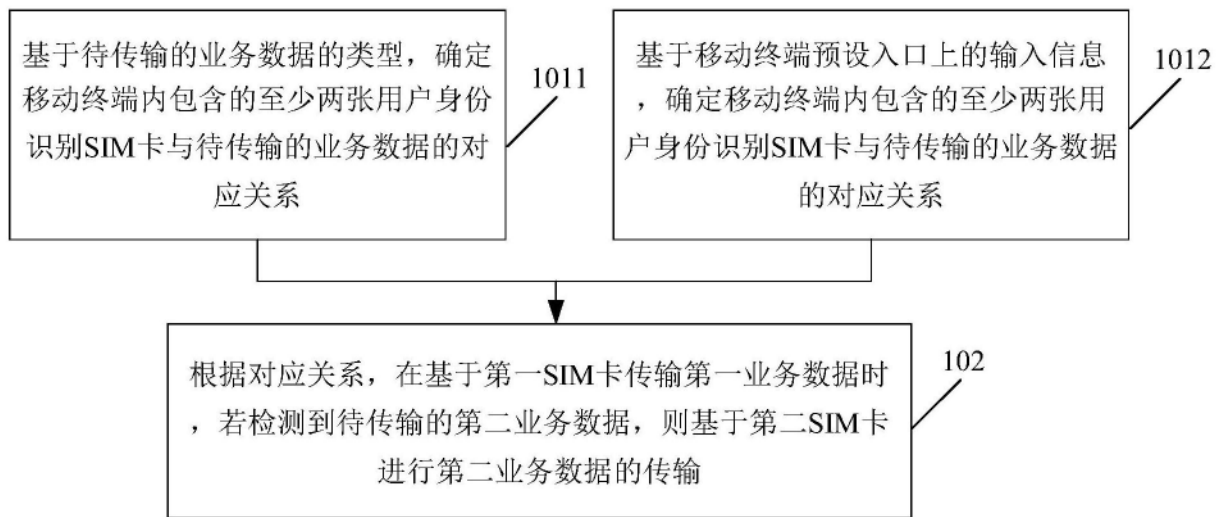 基于待传输的业务数据的类型，确定
移动终端内包含的至少两张用户身份
识别SIM卡与待传输的业务数据的对
应关系
1011
基于移动终端预设入口上的输入信息
，确定移动终端内包含的至少两张用
户身份识别SIM卡与待传输的业务数据
的对应关系
1012
根据对应关系，在基于第一SIM卡传输第一业务数据时
，若检测到待传输的第二业务数据，则基于第二SIM卡
进行第二业务数据的传输
102